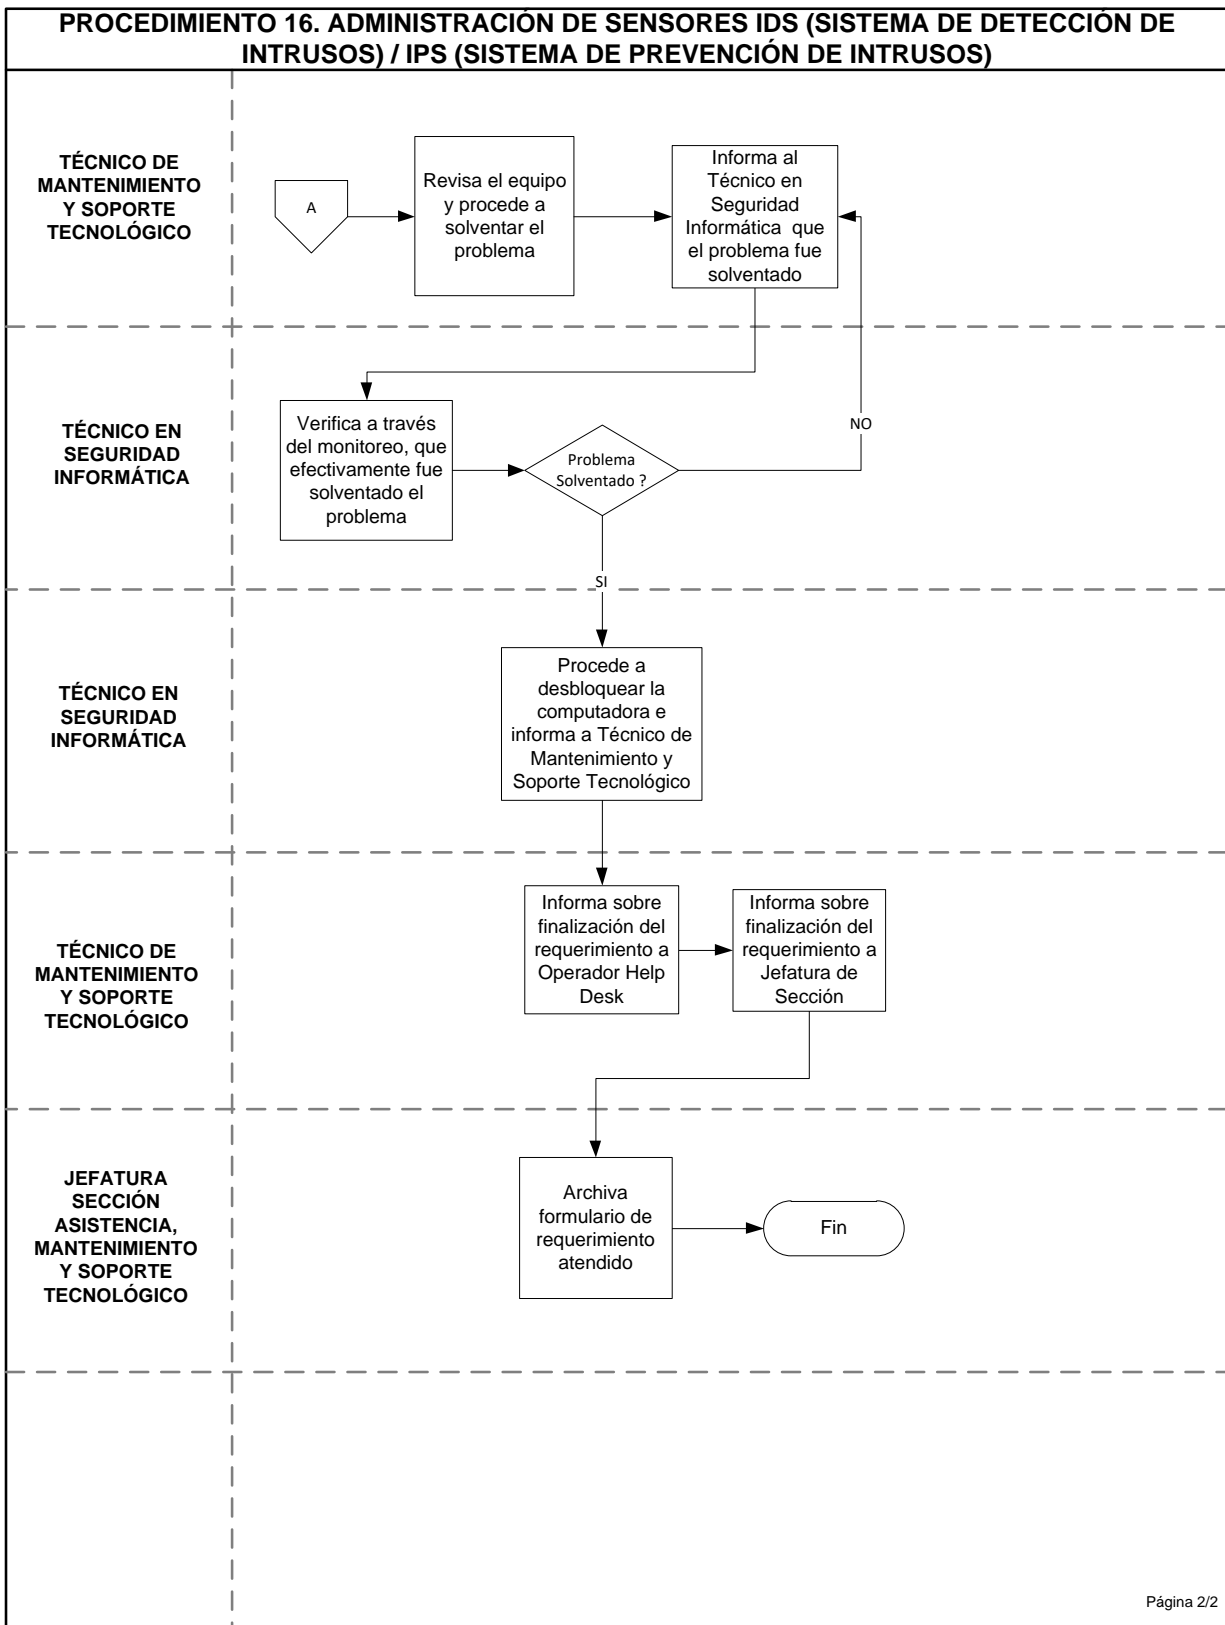 PROCEDIMIENTO 16. ADMINISTRACIÓN DE SENSORES IDS (SISTEMA DE DETECCIÓN DE
INTRUSOS) / IPS (SISTEMA DE PREVENCIÓN DE INTRUSOS)
TÉCNICO DE
MANTENIMIENTO
Y SOPORTE
TECNOLÓGICO
A
Revisa el equipo
y procede a
solventar el
problema
Informa al
Técnico en
Seguridad
Informática que
el problema fue
solventado
TÉCNICO EN
SEGURIDAD
INFORMÁTICA
Verifica a través
del monitoreo, que
efectivamente fue
solventado el
problema
Problema
Solventado ?
NO
SI
TÉCNICO EN
SEGURIDAD
INFORMÁTICA
Procede a
desbloquear la
computadora e
informa a Técnico de
Mantenimiento y
Soporte Tecnológico
TÉCNICO DE
MANTENIMIENTO
Y SOPORTE
TECNOLÓGICO
Informa sobre
finalización del
requerimiento a
Operador Help
Desk
Informa sobre
finalización del
requerimiento a
Jefatura de
Sección
JEFATURA
SECCIÓN
ASISTENCIA,
MANTENIMIENTO
Y SOPORTE
TECNOLÓGICO
Archiva
formulario de
requerimiento
atendido
Fin
Página 2/2